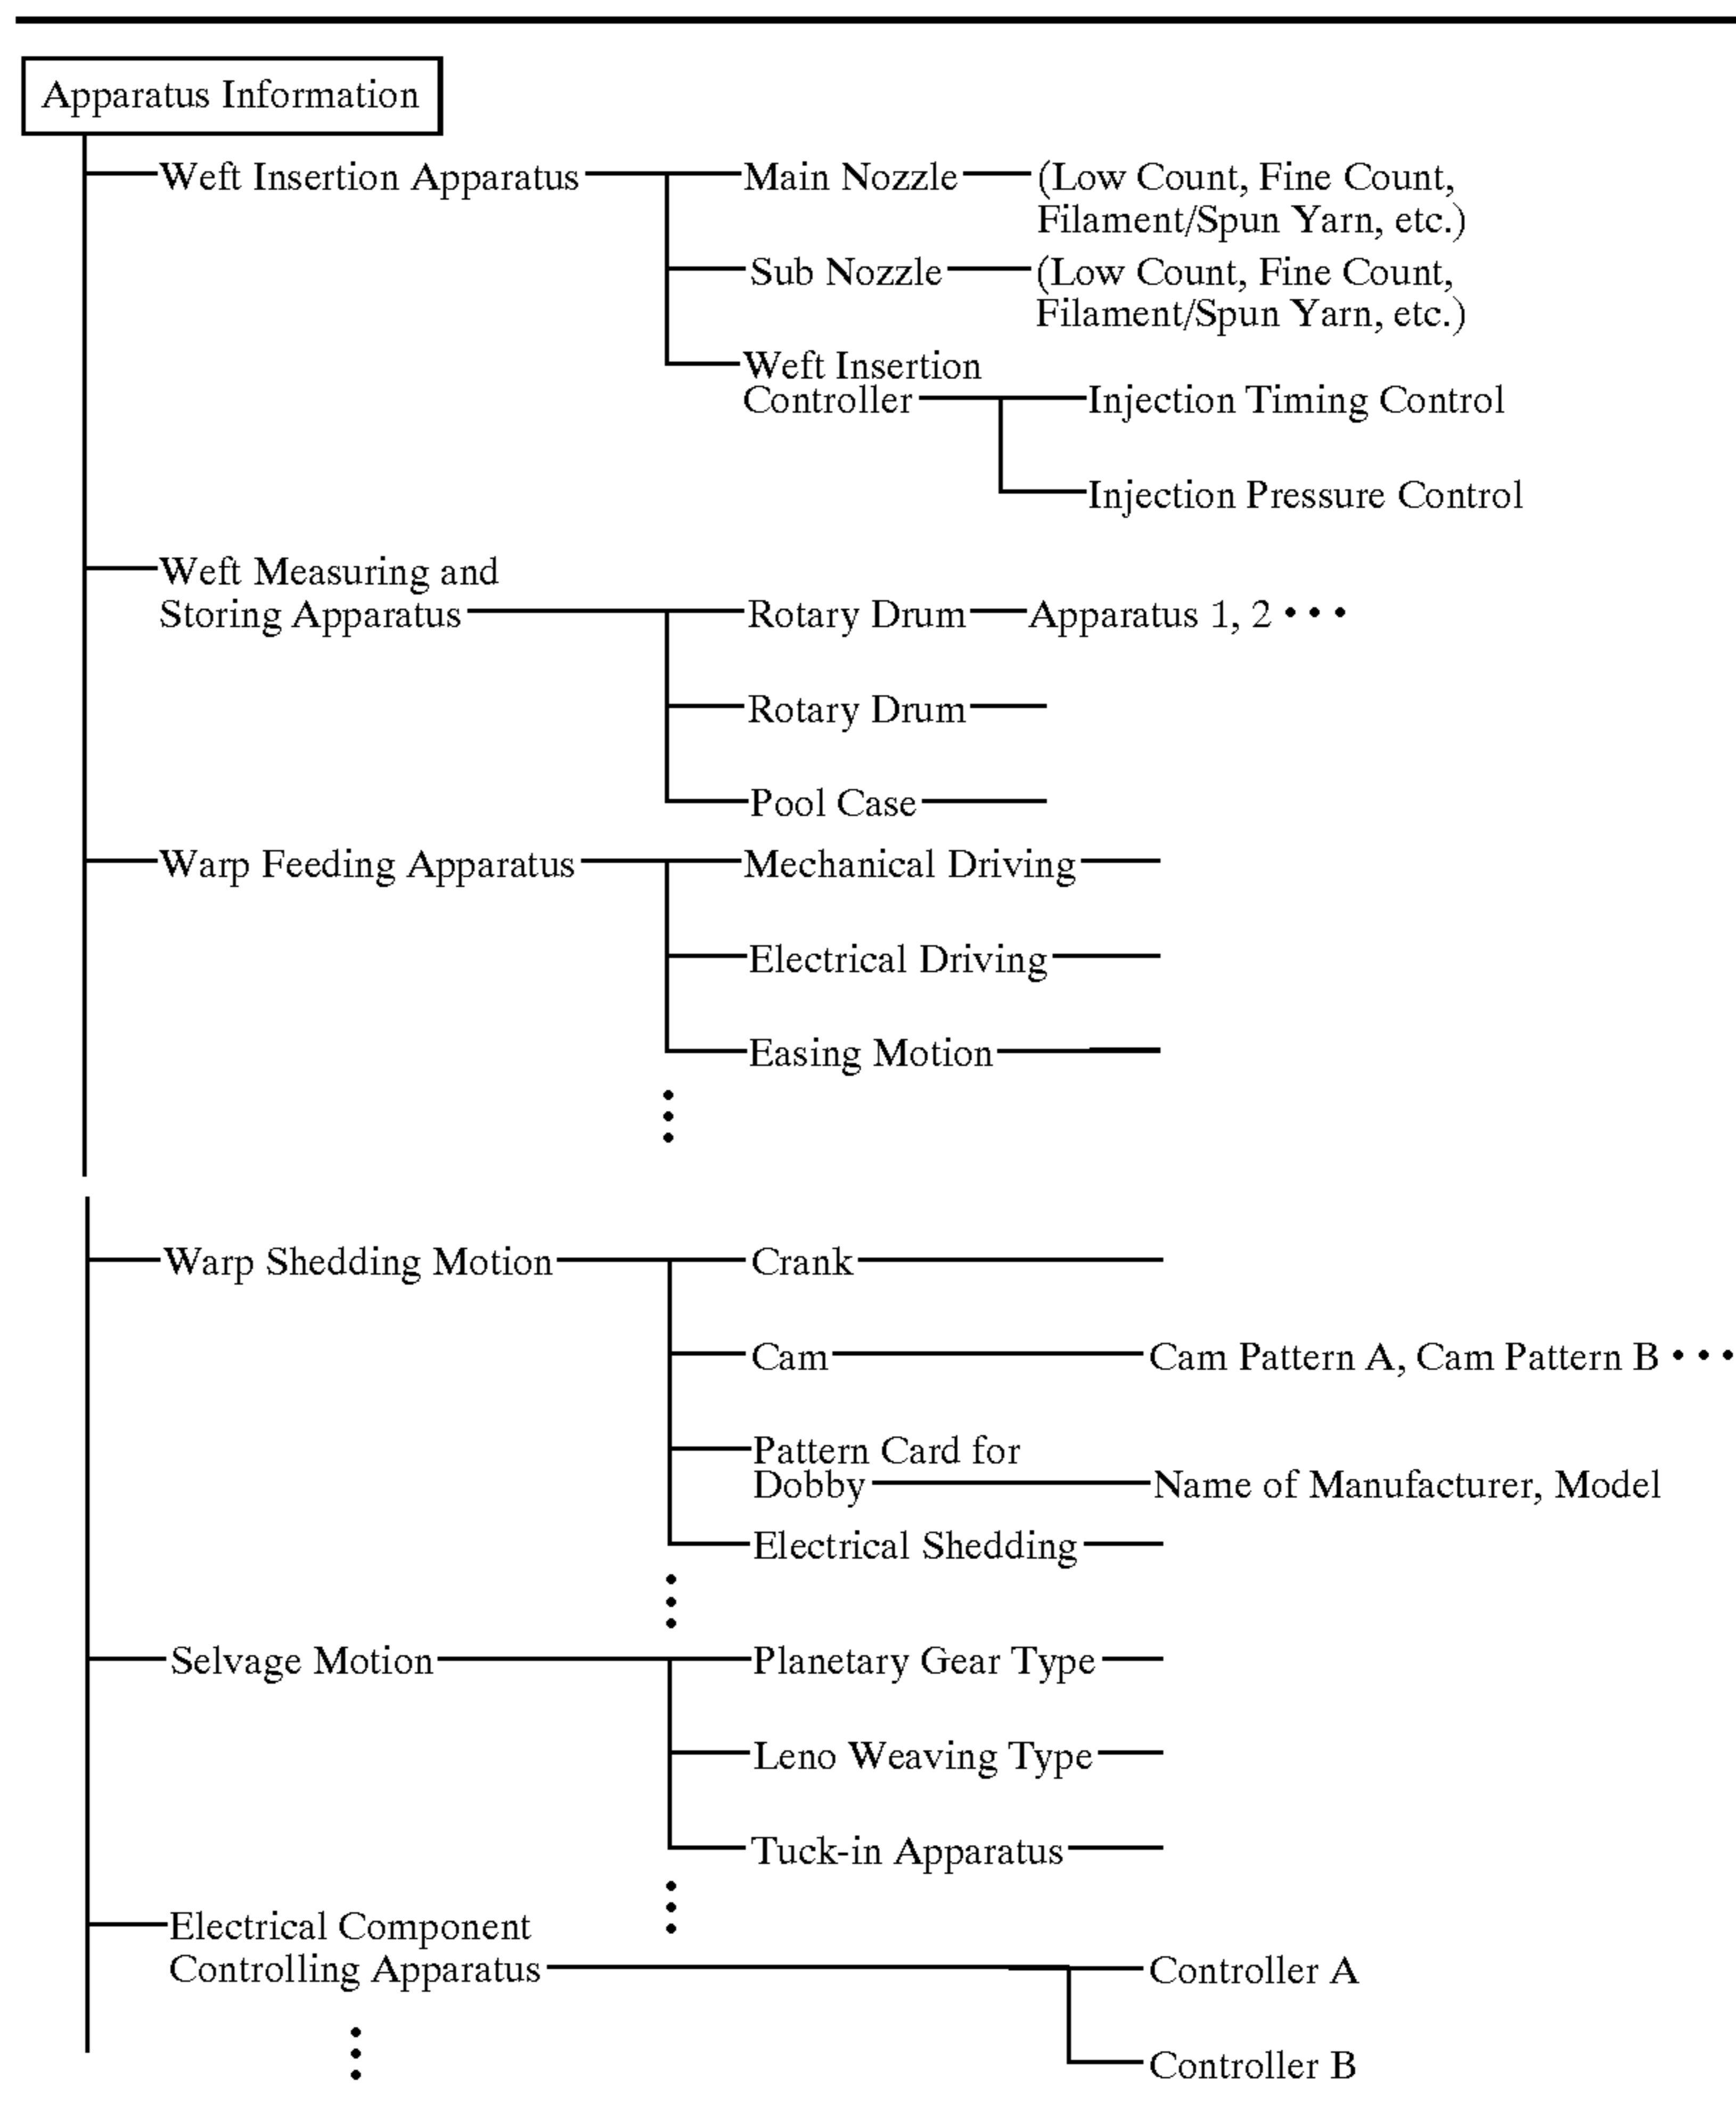 Apparatus Information
Weft Insertion Apparatus Main Nozzle (Low Count, Fine Count,
Filament/Spun Yarn, etc.)
Sub Nozzle (Low Count, Fine Count,
Filament/Spun Yarn, etc.)
Weft Insertion
Controller Injection Timing Control
Injection Pressure Control
Weft Measuring and
Storing Apparatus Rotary Drum Apparatus 1, 2 • • •
Rotary Drum
Pool Case
Warp Feeding Apparatus Mechanical Driving
Electrical Driving
Easing Motion
Warp Shedding Motion Crank
Cam Cam Pattern A, Cam Pattern B • • •
Pattern Card for
Dobby Name of Manufacturer, Model
Electrical Shedding
Selvage Motion Planetary Gear Type
Leno Weaving Type
Tuck-in Apparatus
Electrical Component
Controlling Apparatus Controller A
Controller B